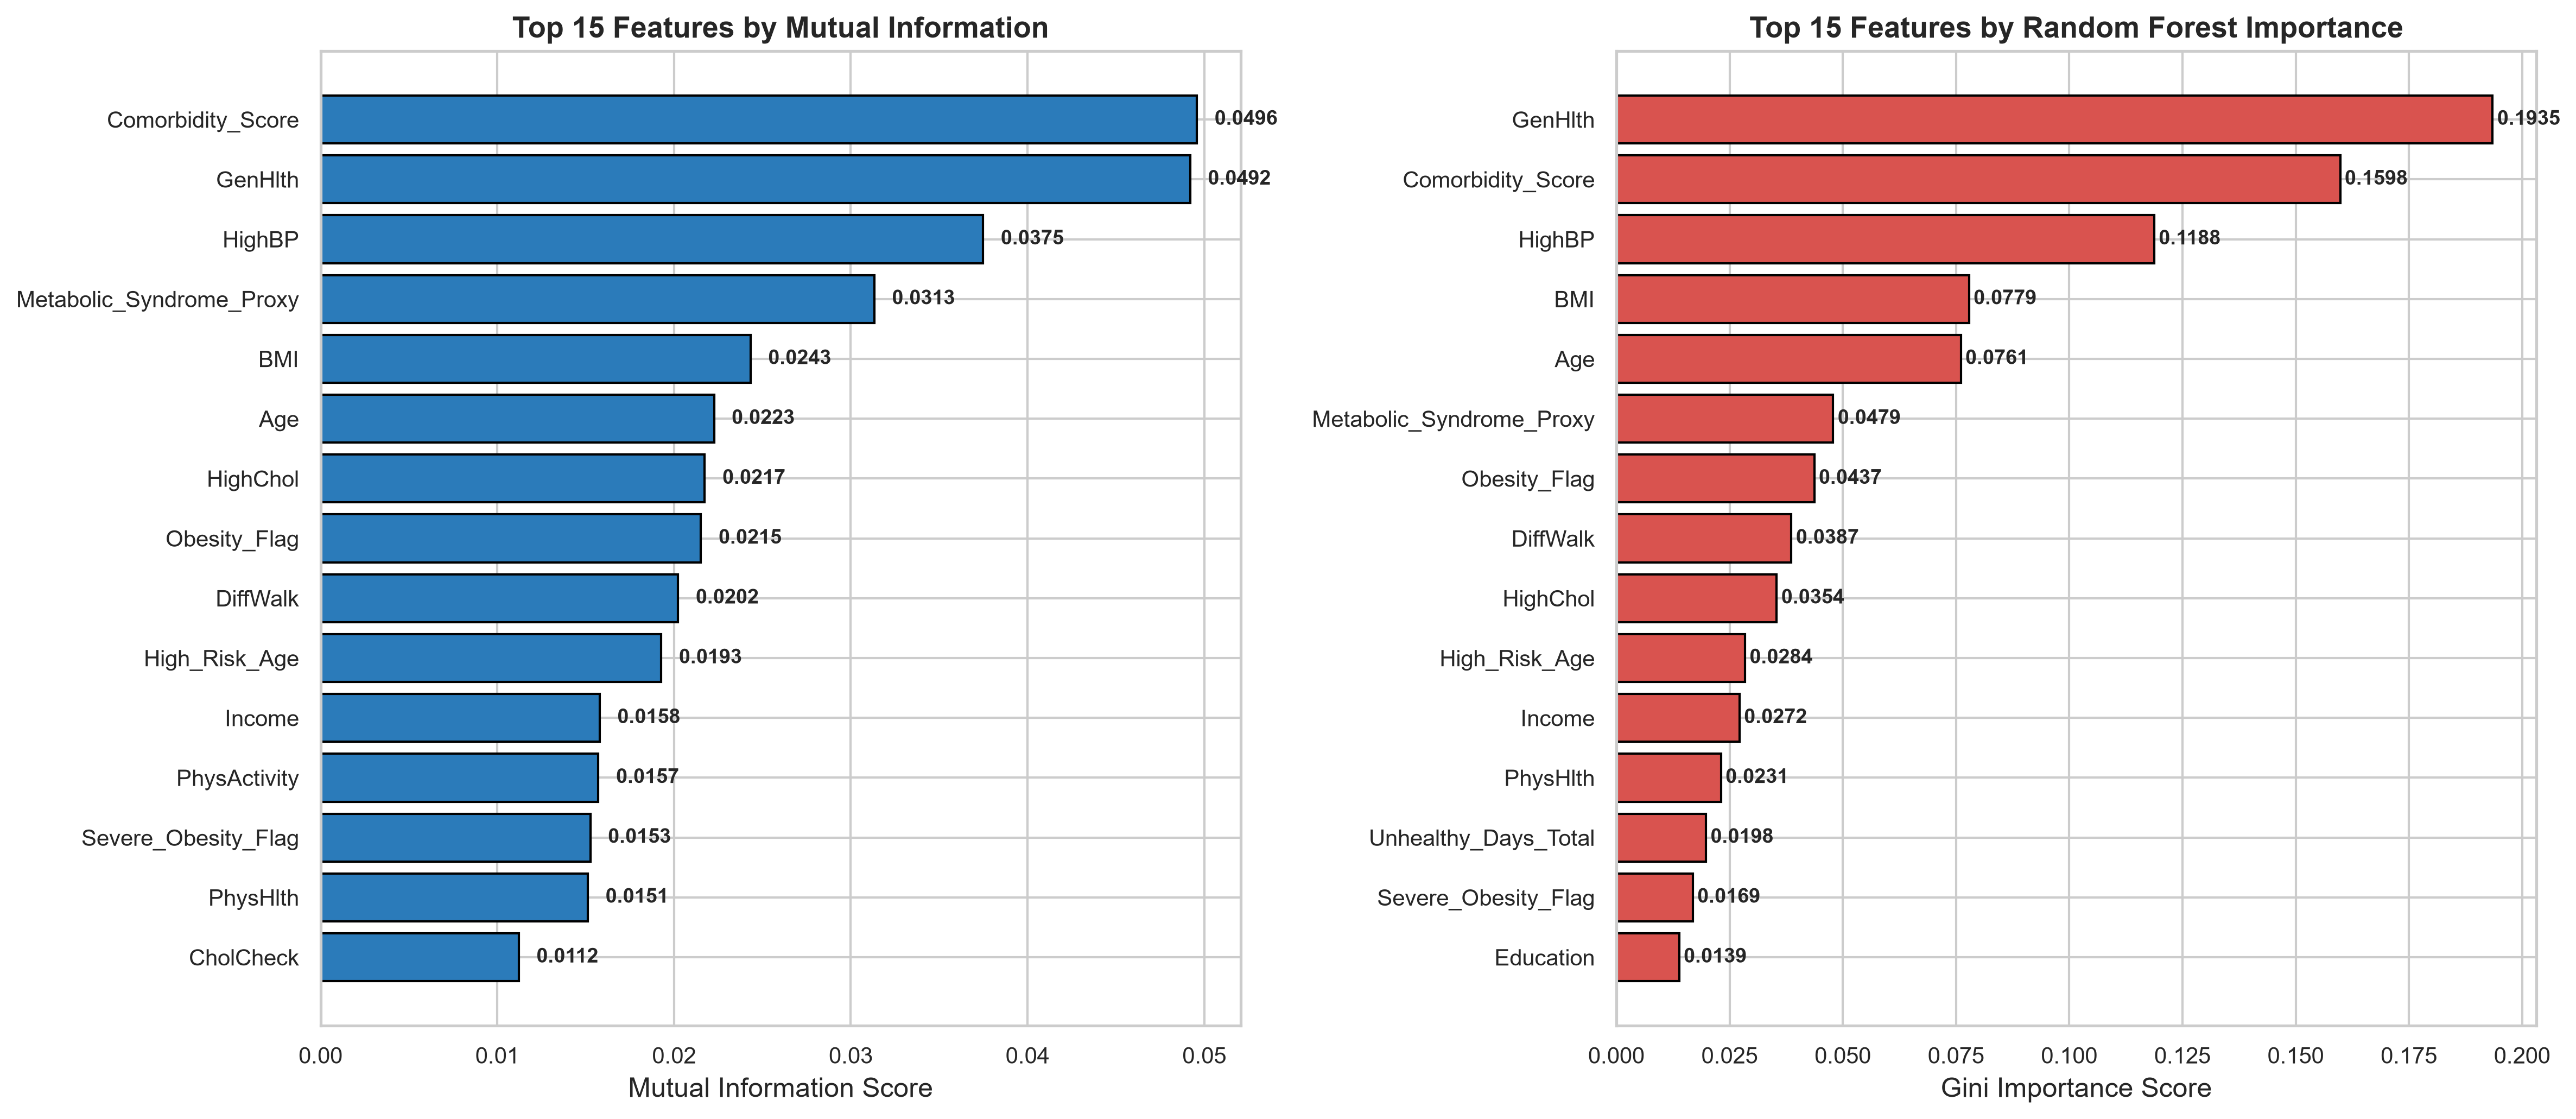 Top 15 Features by Mutual Information
Comorbidity_Score 0.0496
GenHlth 0.0492
HighBP 0.0375
Metabolic_Syndrome_Proxy 0.0313
BMI 0.0243
Age 0.0223
HighChol 0.0217
Obesity_Flag 0.0215
DiffWalk 0.0202
High_Risk_Age 0.0193
Income 0.0158
PhysActivity 0.0157
Severe_Obesity_Flag 0.0153
PhysHlth 0.0151
CholCheck 0.0112
0.00 0.01 0.02 0.03 0.04 0.05
Mutual Information Score
Top 15 Features by Random Forest Importance
GenHlth 0.1935
Comorbidity_Score 0.1598
HighBP 0.1188
BMI 0.0779
Age 0.0761
Metabolic_Syndrome_Proxy 0.0479
Obesity_Flag 0.0437
DiffWalk 0.0387
HighChol 0.0354
High_Risk_Age 0.0284
Income 0.0272
PhysHlth 0.0231
Unhealthy_Days_Total 0.0198
Severe_Obesity_Flag 0.0169
Education 0.0139
0.000 0.025 0.050 0.075 0.100 0.125 0.150 0.175 0.200
Gini Importance Score